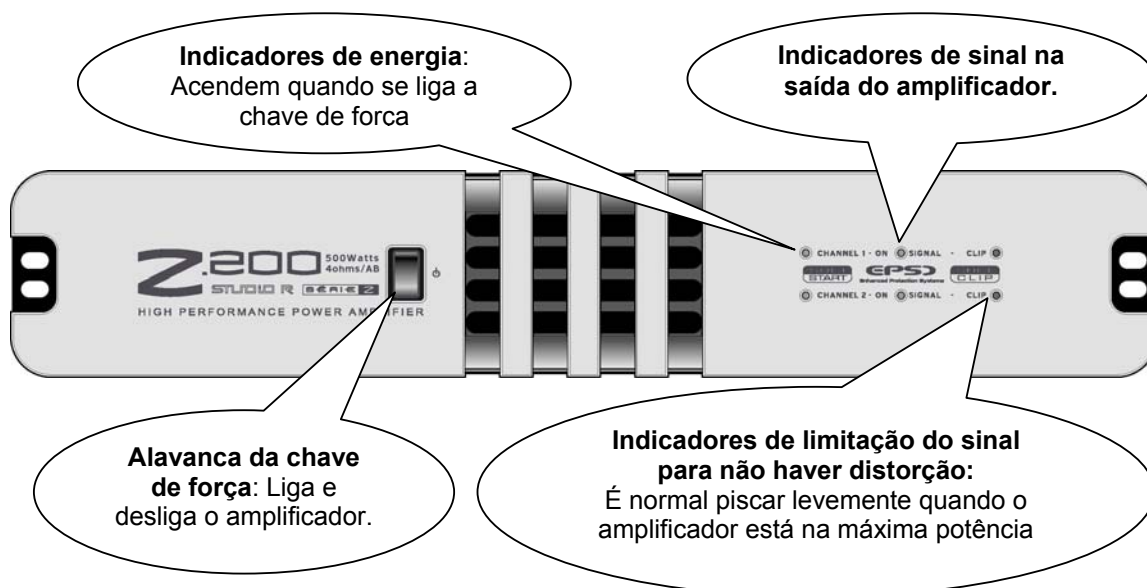 Indicadores de energia:
Acendem quando se liga a
chave de forca
Indicadores de sinal na
saída do amplificador.
Z.200
500Watts
4ohms/AB
STUDIO R SÉRIE Z
HIGH PERFORMANCE POWER AMPLIFIER
CHANNEL 1 - ON SIGNAL - CLIP
START EPS Enhanced Protection Systems CLIP
CHANNEL 2 - ON SIGNAL - CLIP
Alavanca da chave
de força: Liga e
desliga o amplificador.
Indicadores de limitação do sinal
para não haver distorção:
É normal piscar levemente quando o
amplificador está na máxima potência